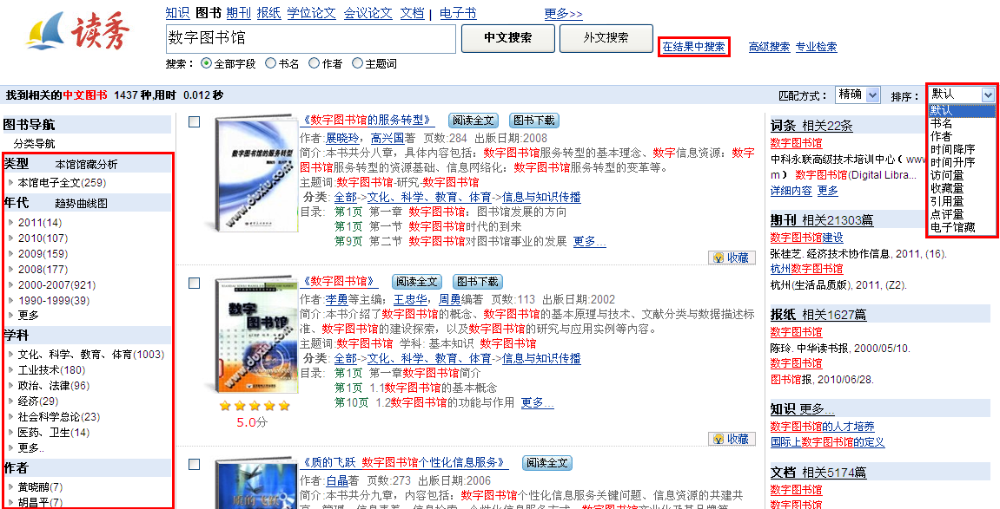 读秀
知识 图书 期刊 报纸 学位论文 会议论文 文档 | 电子书 更多>>
数字图书馆 中文搜索 外文搜索 在结果中搜索 高级搜索 专业检索
搜索： 全部字段 书名 作者 主题词
找到相关的中文图书 1437 种,用时 0.012 秒
匹配方式： 精确 排序： 默认
默认
书名
作者
时间降序
时间升序
访问量
收藏量
引用量
点评量
电子馆藏
图书导航
分类导航
类型 本馆馆藏分析
本馆电子全文(259)
年代 趋势曲线图
2011(14)
2010(107)
2009(159)
2008(177)
2000-2007(921)
1990-1999(39)
更多
学科
文化、科学、教育、体育(1003)
工业技术(180)
政治、法律(96)
经济(29)
社会科学总论(23)
医药、卫生(14)
更多..
作者
黄晓鹂(7)
胡昌平(7)
数字图书馆的服务转型
www.duxiu.com
《数字图书馆的服务转型》 阅读全文 图书下载
作者:展晓玲，高兴国著 页数:284 出版日期:2008
简介:本书共分八章，具体内容包括：数字图书馆服务转型的基本理念、数字信息资源：数字
图书馆服务转型的资源基础、信息网络化：数字图书馆服务转型的变革等。
主题词:数字图书馆-研究-数字图书馆
分类: 全部->文化、科学、教育、体育->信息与知识传播
目录: 第1页 第一章 数字图书馆：图书馆发展的方向
第1页 第一节 数字图书馆时代的到来
第9页 第二节 数字图书馆对图书馆事业的发展 更多...
收藏
数字
图书馆
www.duxiu.com
5.0分
《数字图书馆》 阅读全文 图书下载
作者:李勇等主编；王忠华，周勇编著 页数:113 出版日期:2002
简介:本书介绍了数字图书馆的概念、数字图书馆的基本原理与技术、文献分类与数据描述标
准、数字图书馆的建设探索，以及数字图书馆的研究与应用实例等内容。
主题词:数字图书馆 学科: 基本知识 数字图书馆
分类: 全部->文化、科学、教育、体育->信息与知识传播
目录: 第1页 第一章数字图书馆简介
第1页 1.1数字图书馆的基本概念
第10页 1.2数字图书馆的功能与作用 更多...
收藏
质的飞跃
《质的飞跃 数字图书馆个性化信息服务》 阅读全文
作者:白晶著 页数:273 出版日期:2006
简介:本书共分九章，内容包括：数字图书馆个性化信息服务关键问题、信息资源的共建共
词条 相关22条
数字图书馆
中科永联高级技术培训中心（www
m） 数字图书馆(Digital Libra...
详细内容 更多
期刊 相关21303篇
数字图书馆建设
张桂芝. 经济技术协作信息, 2011, (16).
杭州数字图书馆
杭州(生活品质版), 2011, (Z2).
报纸 相关1627篇
数字图书馆
陈玲. 中华读书报, 2000/05/10.
数字图书馆
图书馆报, 2010/06/28.
知识 更多...
数字图书馆的人才培养
国际上数字图书馆的定义
文档 相关5174篇
数字图书馆
数字图书馆